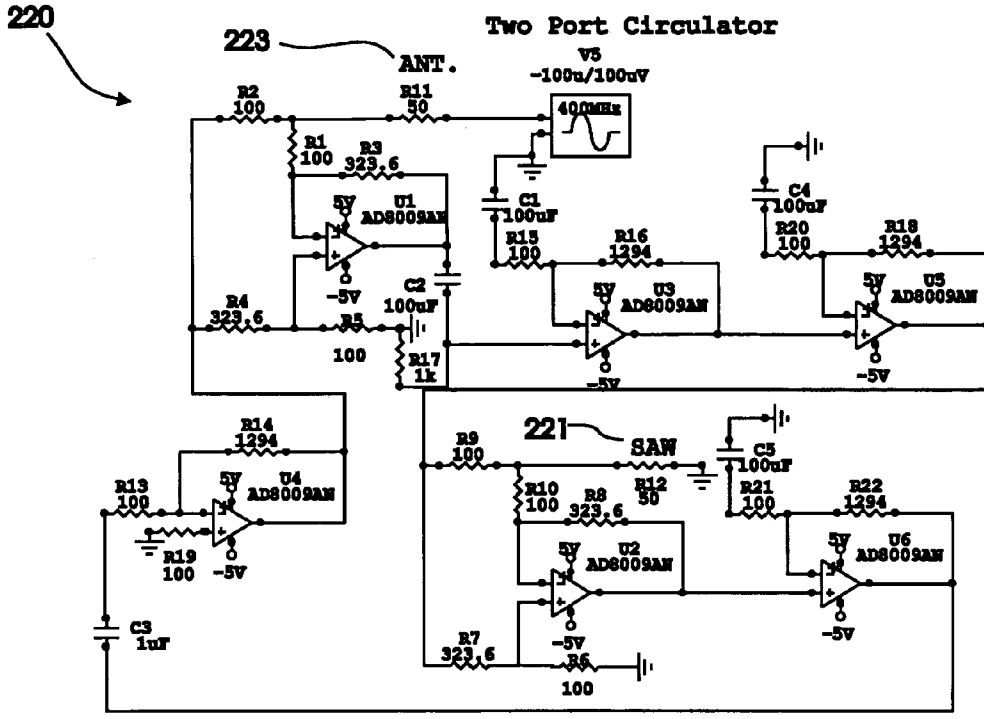 220
Two Port Circulator
223
ANT.
V5
-100u/100uV
400MHz
R2
100
R11
50
R1
100
R3
323.6
5V
U1
AD8009AN
-5V
R4
323.6
R5
100
C2
100uF
R17
1k
C1
100uF
R15
100
R16
1294
5V
U3
AD8009AN
-5V
C4
100uF
R20
100
R18
1294
5V
U5
AD8009AN
-5V
R14
1294
R13
100
5V
U4
AD8009AN
R19
100
-5V
C3
1uF
221
SAW
R9
100
R12
50
R10
100
R8
323.6
5V
U2
AD8009AN
-5V
R7
323.6
R6
100
C5
100uF
R21
100
R22
1294
5V
U6
AD8009AN
-5V